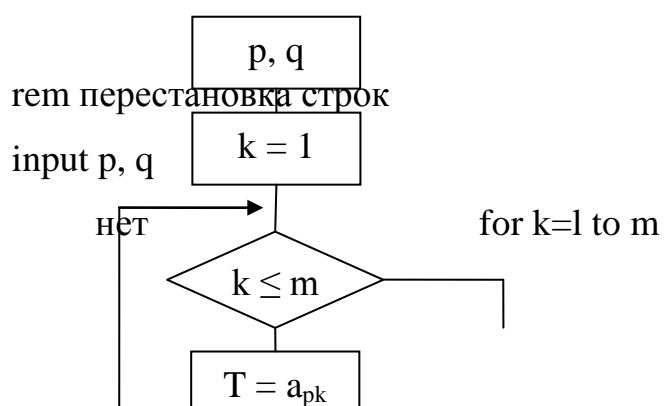 p, q
rem перестановка строк
k = 1
input p, q
нет
for k=l to m
k ≤ m
T = apk